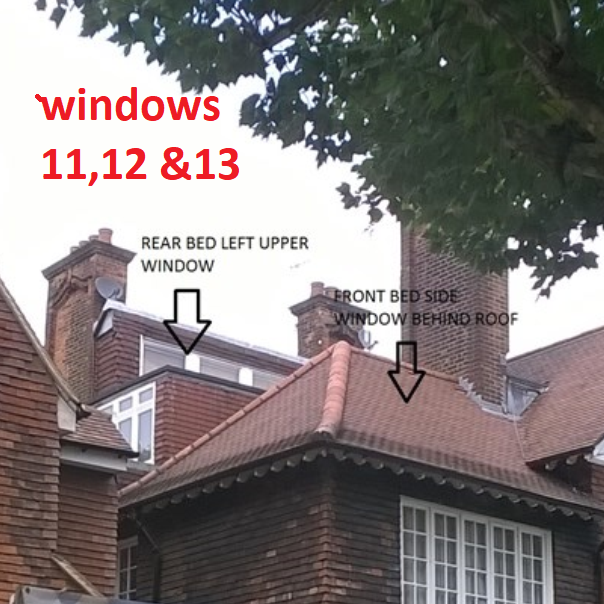 windows
11,12 &13
REAR BED LEFT UPPER
WINDOW
FRONT BED SIDE
WINDOW BEHIND ROOF